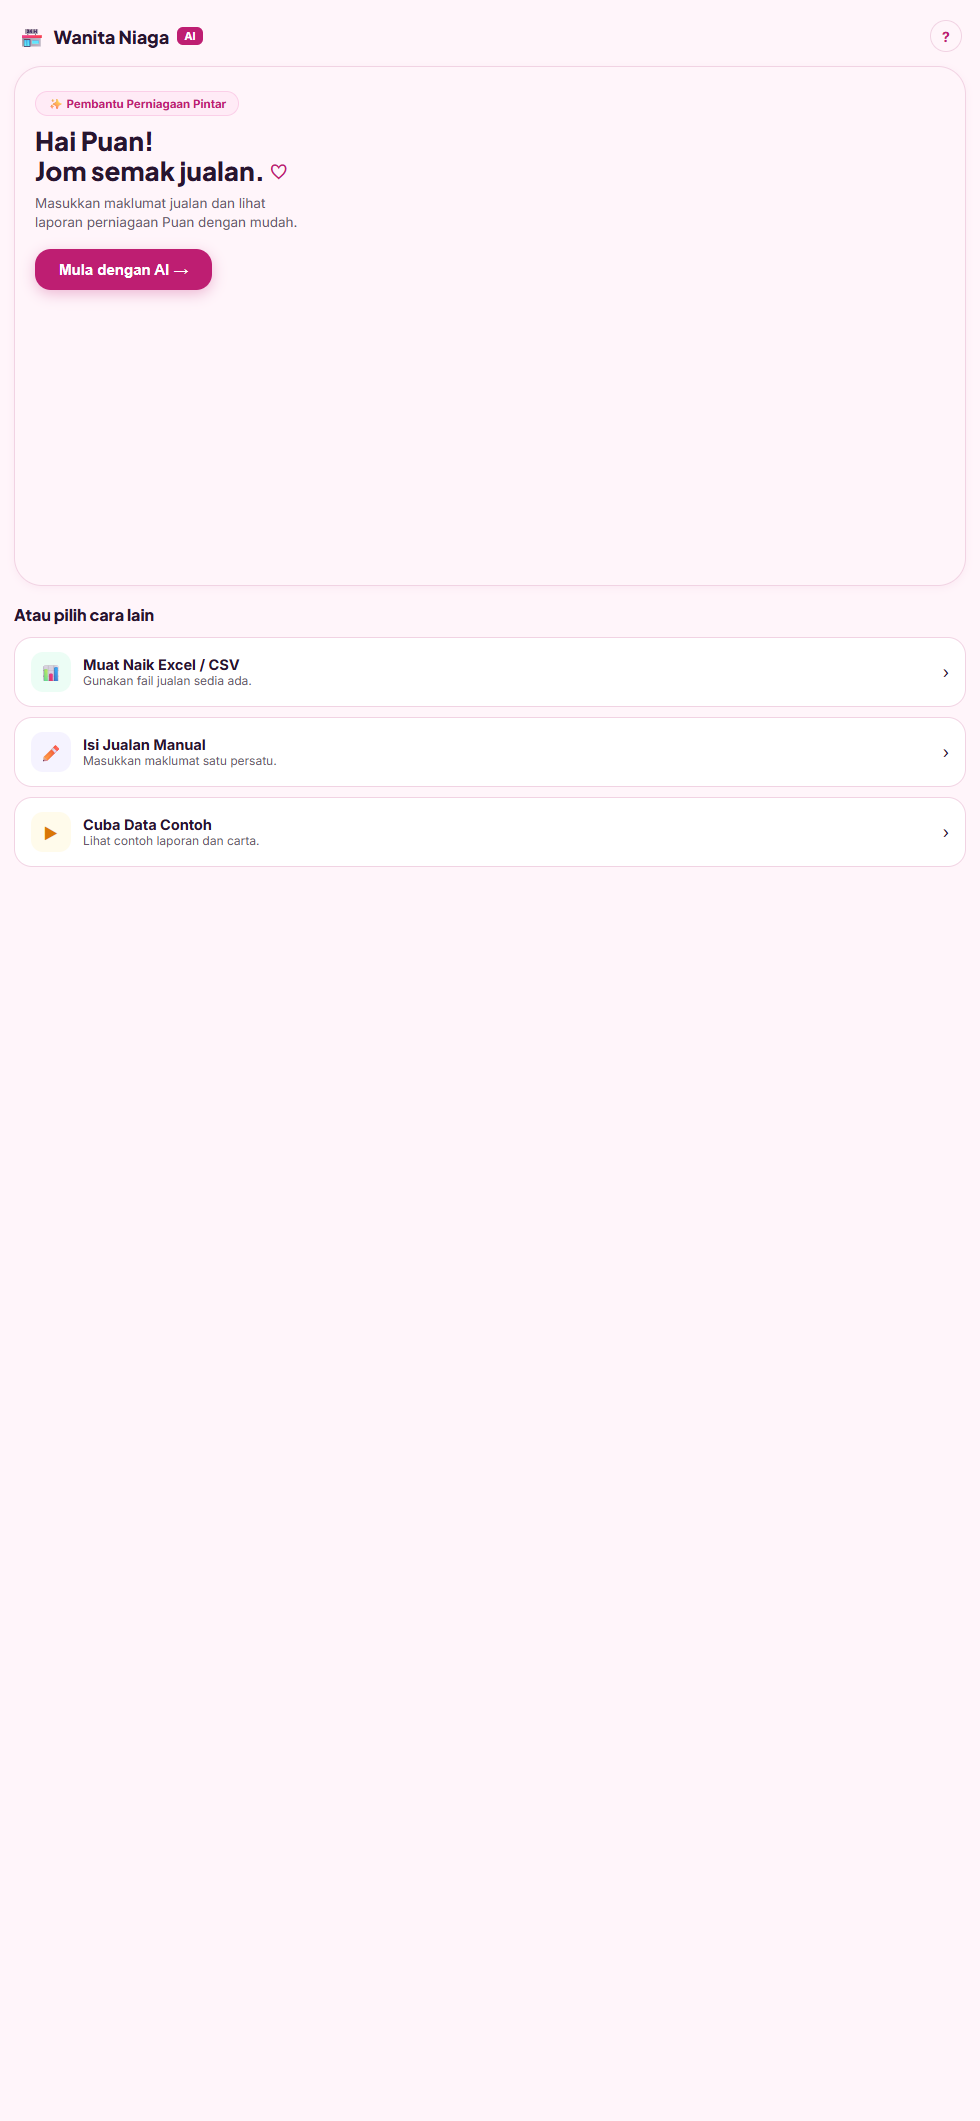 Wanita Niaga AI
?
✨ Pembantu Perniagaan Pintar
Hai Puan!
Jom semak jualan. ♡
Masukkan maklumat jualan dan lihat
laporan perniagaan Puan dengan mudah.
Mula dengan AI →
Atau pilih cara lain
Muat Naik Excel / CSV
Gunakan fail jualan sedia ada.
›
Isi Jualan Manual
Masukkan maklumat satu persatu.
›
Cuba Data Contoh
Lihat contoh laporan dan carta.
›